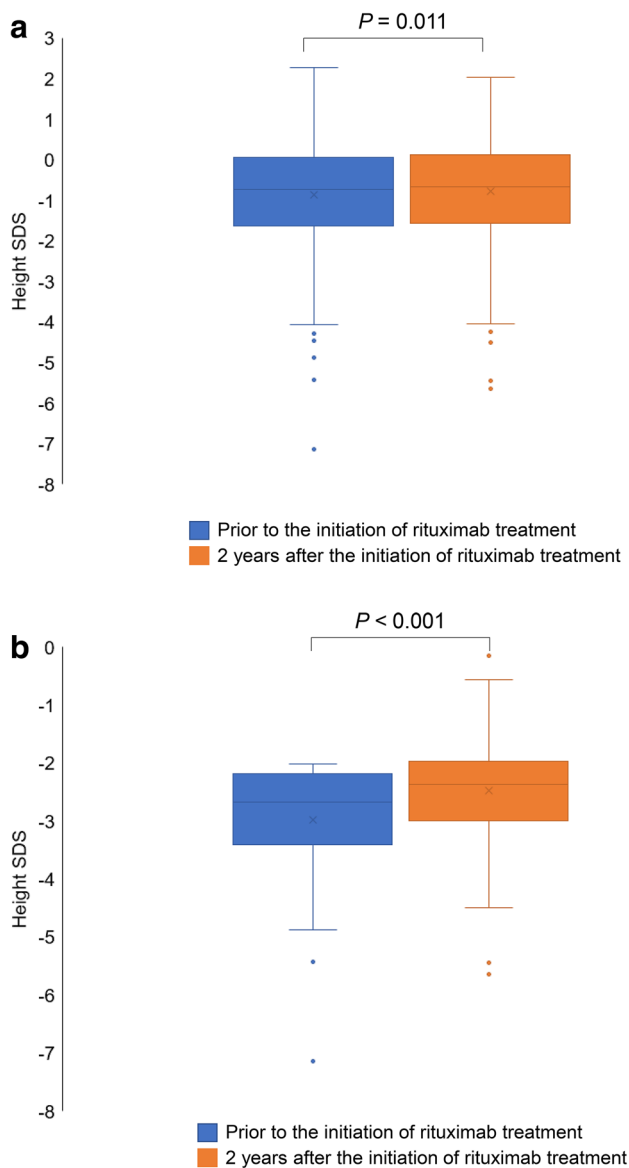 a
P = 0.011
3
2
1
0
-1
-2
-3
-4
-5
-6
-7
-8
Height SDS
Prior to the initiation of rituximab treatment
2 years after the initiation of rituximab treatment
b
P < 0.001
0
-1
-2
-3
-4
-5
-6
-7
-8
Height SDS
Prior to the initiation of rituximab treatment
2 years after the initiation of rituximab treatment